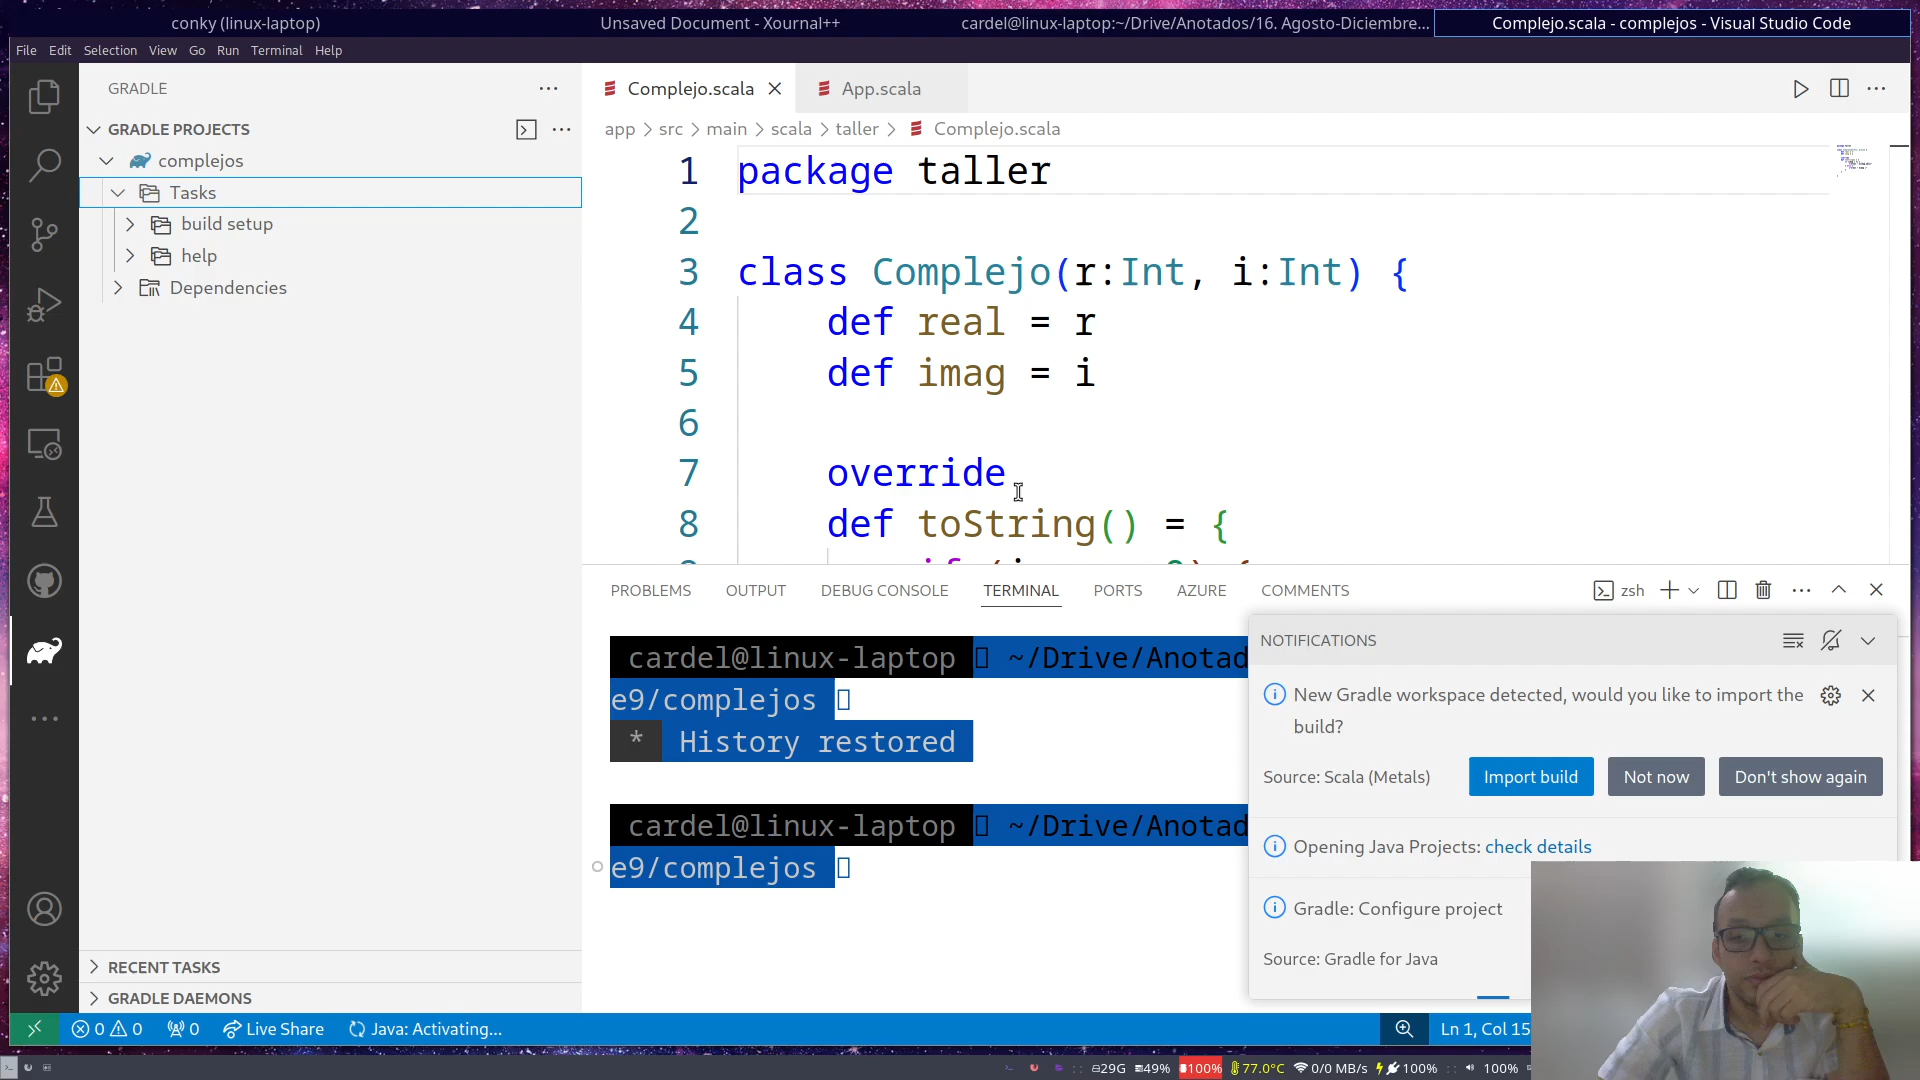 conky (linux-laptop)
Unsaved Document - Xournal++
cardel@linux-laptop:~/Drive/Anotados/16. Agosto-Diciembre...
Complejo.scala - complejos - Visual Studio Code
File Edit Selection View Go Run Terminal Help
GRADLE
GRADLE PROJECTS
complejos
Tasks
build setup
help
Dependencies
RECENT TASKS
GRADLE DAEMONS
Complejo.scala
App.scala
app > src > main > scala > taller > Complejo.scala
1 package taller
2
3 class Complejo(r:Int, i:Int) {
4 def real = r
5 def imag = i
6
7 override
8 def toString() = {
PROBLEMS OUTPUT DEBUG CONSOLE TERMINAL PORTS AZURE COMMENTS
zsh
cardel@linux-laptop ~/Drive/Anotad
e9/complejos
* History restored
cardel@linux-laptop ~/Drive/Anotad
e9/complejos
NOTIFICATIONS
New Gradle workspace detected, would you like to import the
build?
Source: Scala (Metals)
Import build
Not now
Don't show again
Opening Java Projects: check details
Gradle: Configure project
Source: Gradle for Java
0 0 0 Live Share Java: Activating...
Ln 1, Col 15
29G 49% 100% 77.0°C 0/0 MB/s 100% 100%